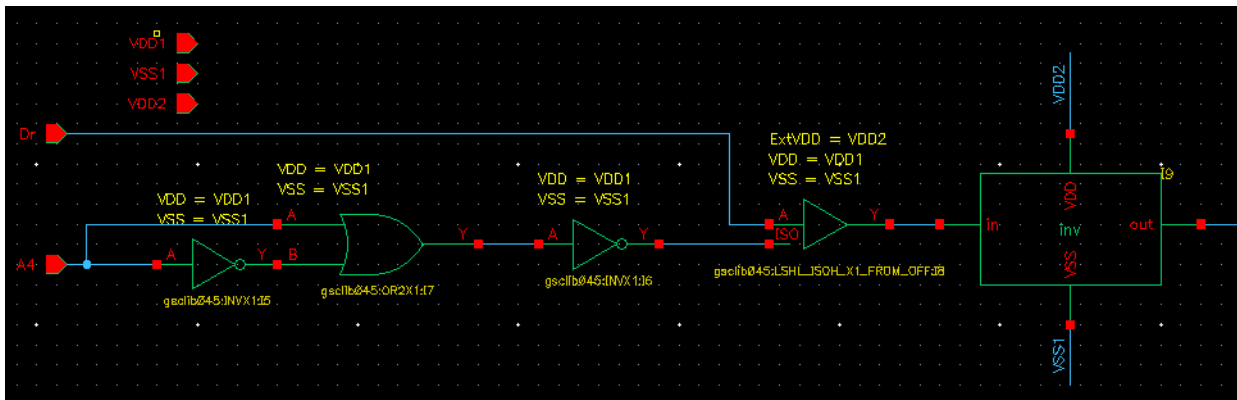 VDD1
VSS1
VDD2
Dr
A4
VDD = VDD1
VSS = VSS1
A
Y
gsclib045:INVX1:I5
VDD = VDD1
VSS = VSS1
A
B
Y
gsclib045:OR2X1:I7
VDD = VDD1
VSS = VSS1
A
Y
gsclib045:INVX1:I6
ExtVDD = VDD2
VDD = VDD1
VSS = VSS1
A
ISO
Y
gsclib045:LSHL_ISOH_X1_FROM_OFF:I8
VDD2
I9
VDD
in
inv
out
VSS
VSS1